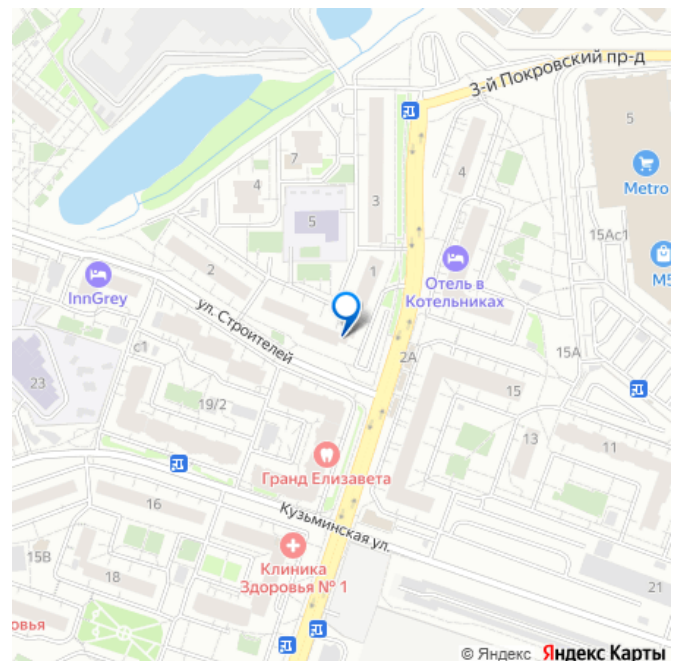 3-й Покровский пр-д
5
Metro
7
4
4
5
3
15Ас1
2
1
Отель в
Котельниках
М5
InnGrey
ул. Строителей
с1
2А
15А
23
19/2
15
13
11
Гранд Елизавета
16
Кузьминская ул.
15В
18
Клиника
Здоровья № 1
21
овья
© Яндекс Яндекс Карты